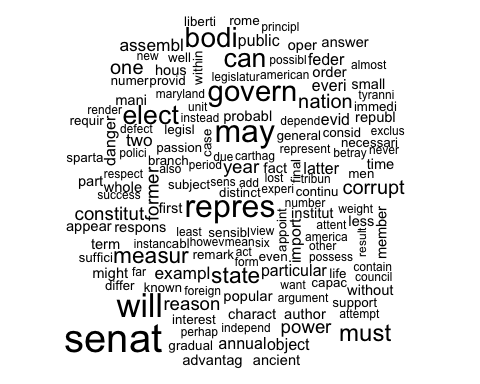 liberti rome principl
bodi public
assembl oper answer
new well within can possibl feder almost
one hous legislatur american order
numer provid govern everi small tyranni
mani maryland unit nation immedi
render elect instead probabl depend evid republ
requir danger defect legisl may general consid exclus
two case necessari
sparta polici passion due carthag represent betray never
branch period year fact final latter time
respect former also lost tribun men
part whole subject sens add experi continu corrupt
success distinct
first repres number
constitut appoint import institut weight less member
appear respons least sensibl view attent
term instanc abl howev mean six america result
suffici measur remark act even other
form possess
might far exampl state particular life contain
council
differ known foreign want capac without
will reason popular argument support
interest charact author attempt
senat perhap independ power must
gradual annual object
advantag ancient